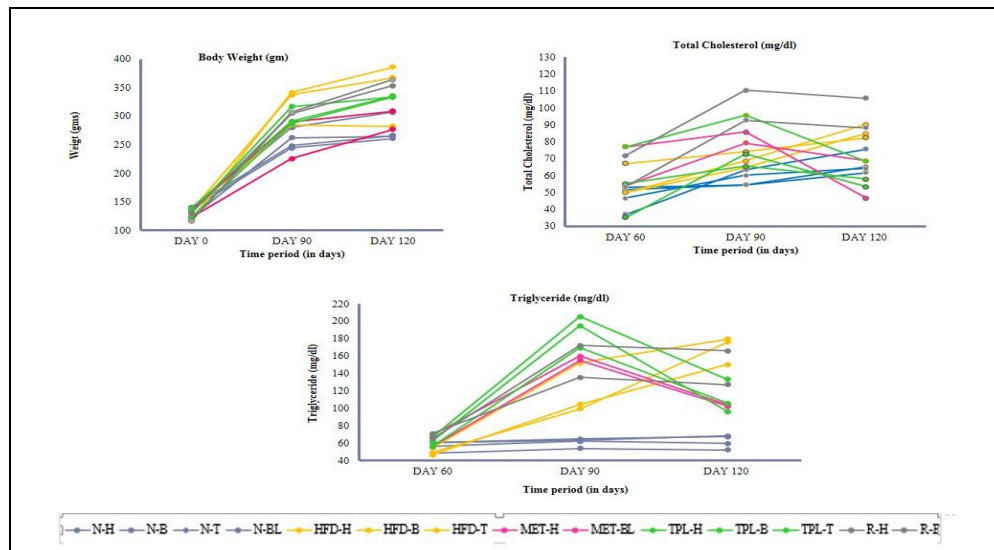 Body Weight (gm)
400
350
300
250
200
150
100
Weigt (gms)
DAY 0 DAY 90 DAY 120
Time period (in days)
Total Cholesterol (mg/dl)
130
120
110
100
90
80
70
60
50
40
30
Total Cholesterol (mg/dl)
DAY 60 DAY 90 DAY 120
Time period (in days)
Triglyceride (mg/dl)
220
200
180
160
140
120
100
80
60
40
Triglyceride (mg/dl)
DAY 60 DAY 90 DAY 120
Time period (in days)
N-H N-B N-T N-BL HFD-H HFD-B HFD-T MET-H MET-BL TPL-H TPL-B TPL-T R-H